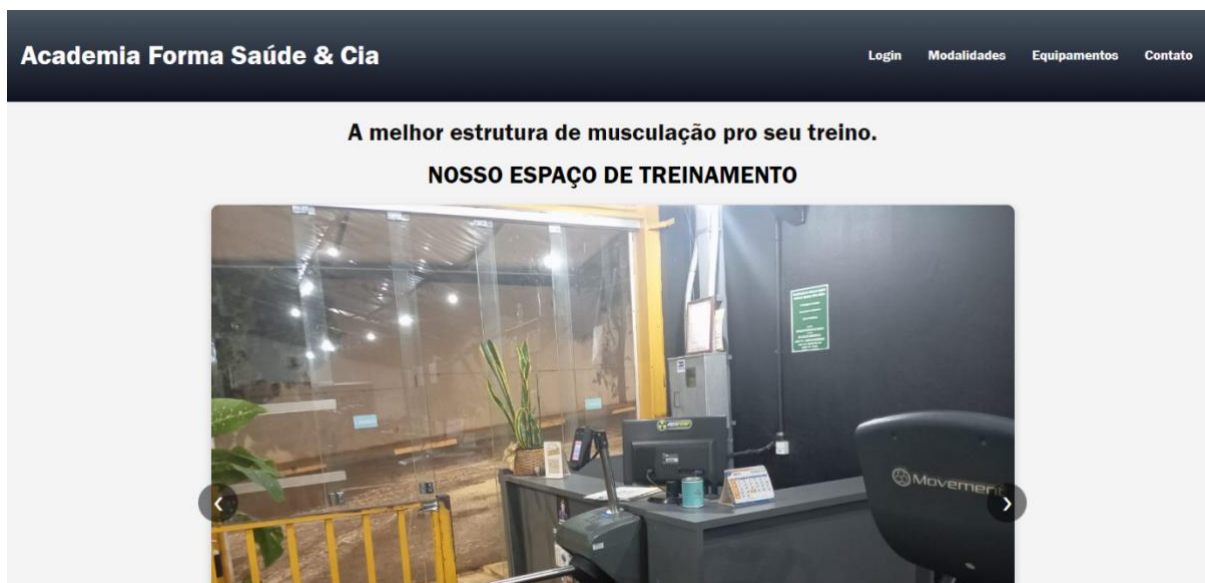 Academia Forma Saúde & Cia
Login Modalidades Equipamentos Contato
A melhor estrutura de musculação pro seu treino.
NOSSO ESPAÇO DE TREINAMENTO
Movement